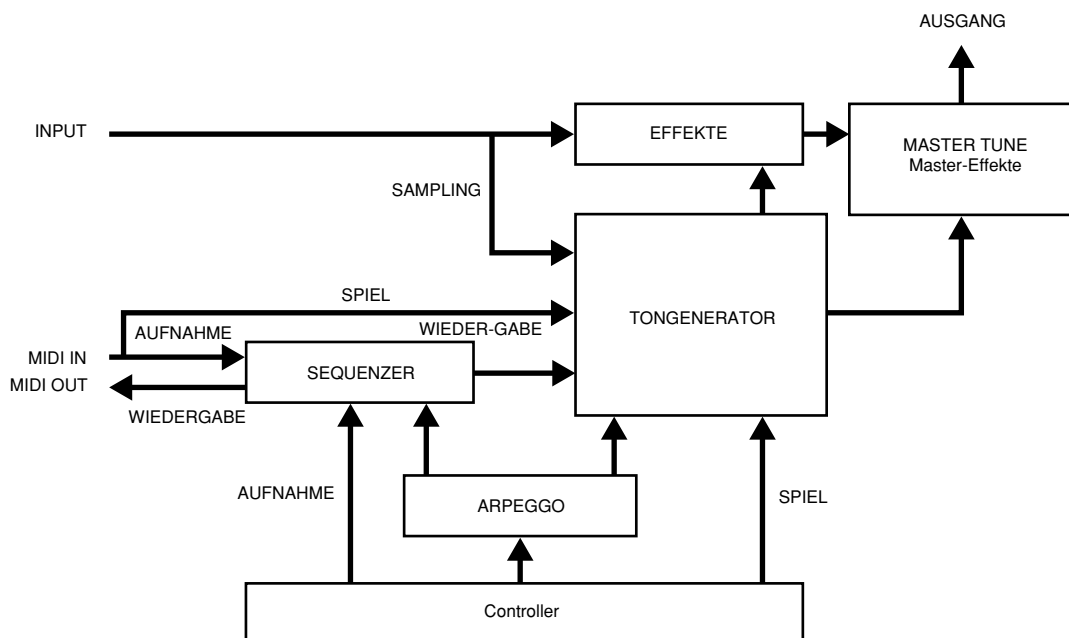 AUSGANG
INPUT
EFFEKTE
MASTER TUNE
Master-Effekte
SAMPLING
SPIEL
TONGENERATOR
AUFNAHME
WIEDER-GABE
MIDI IN
SEQUENZER
MIDI OUT
WIEDERGABE
AUFNAHME
ARPEGGO
SPIEL
Controller